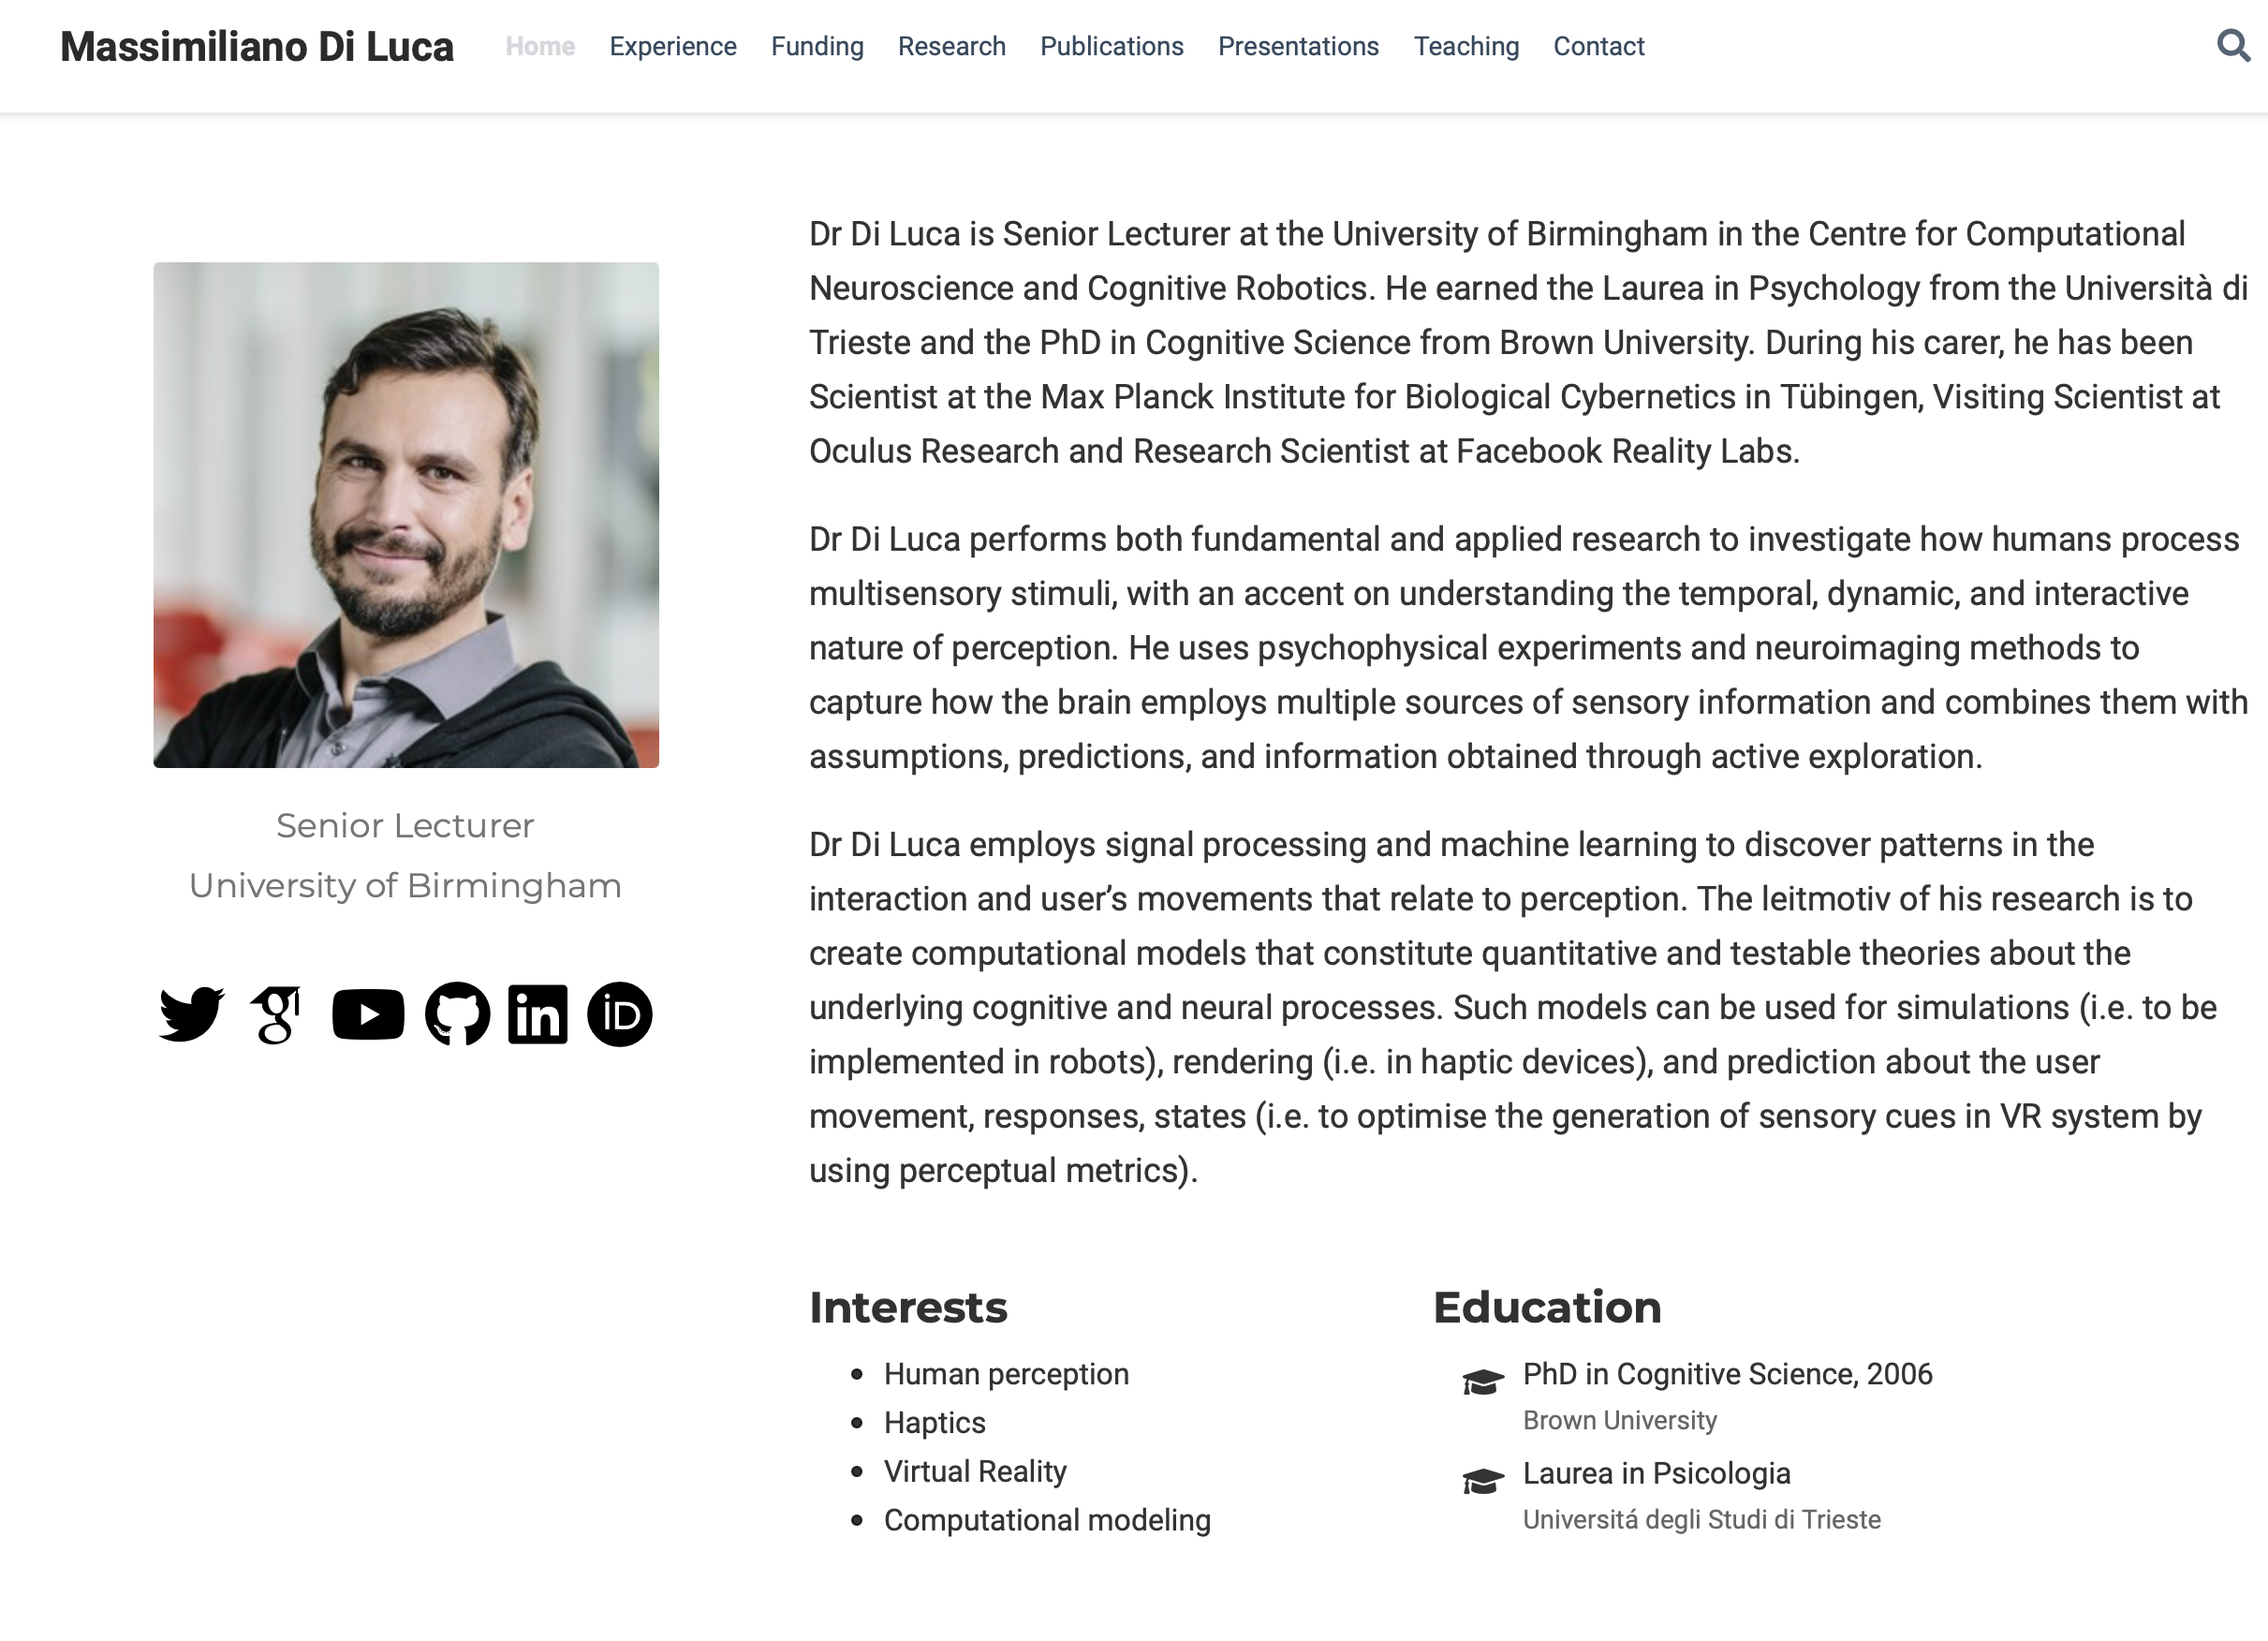 Massimiliano Di Luca Home Experience Funding Research Publications Presentations Teaching Contact
Senior Lecturer
University of Birmingham
Dr Di Luca is Senior Lecturer at the University of Birmingham in the Centre for Computational
Neuroscience and Cognitive Robotics. He earned the Laurea in Psychology from the Università di
Trieste and the PhD in Cognitive Science from Brown University. During his carer, he has been
Scientist at the Max Planck Institute for Biological Cybernetics in Tübingen, Visiting Scientist at
Oculus Research and Research Scientist at Facebook Reality Labs.
Dr Di Luca performs both fundamental and applied research to investigate how humans process
multisensory stimuli, with an accent on understanding the temporal, dynamic, and interactive
nature of perception. He uses psychophysical experiments and neuroimaging methods to
capture how the brain employs multiple sources of sensory information and combines them with
assumptions, predictions, and information obtained through active exploration.
Dr Di Luca employs signal processing and machine learning to discover patterns in the
interaction and user’s movements that relate to perception. The leitmotiv of his research is to
create computational models that constitute quantitative and testable theories about the
underlying cognitive and neural processes. Such models can be used for simulations (i.e. to be
implemented in robots), rendering (i.e. in haptic devices), and prediction about the user
movement, responses, states (i.e. to optimise the generation of sensory cues in VR system by
using perceptual metrics).
Interests
Human perception
Haptics
Virtual Reality
Computational modeling
Education
PhD in Cognitive Science, 2006
Brown University
Laurea in Psicologia
Universitá degli Studi di Trieste